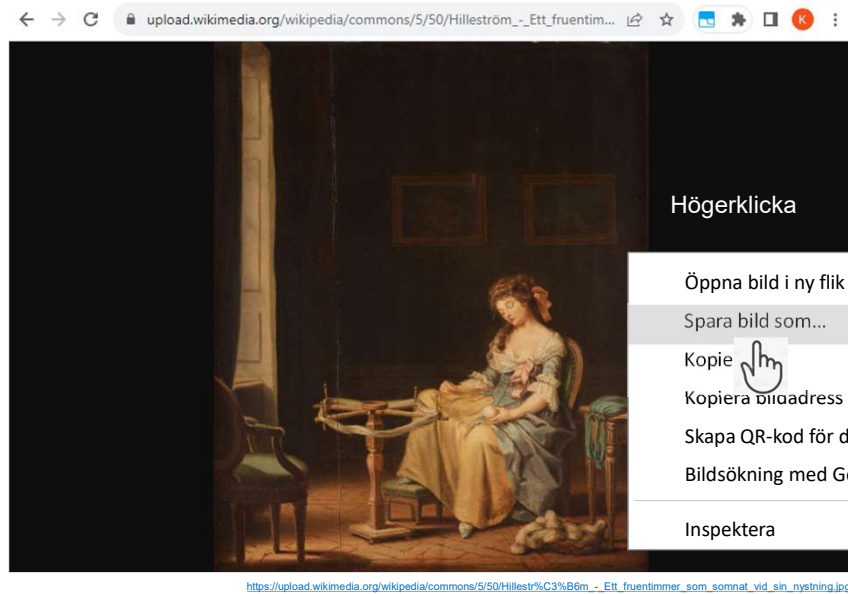 upload.wikimedia.org/wikipedia/commons/5/50/Hilleström_-_Ett_fruentim...
K
Högerklicka
Öppna bild i ny flik
Spara bild som...
Kopie
Kopiera bildadress
Skapa QR-kod för d
Bildsökning med Go
Inspektera
https://upload.wikimedia.org/wikipedia/commons/5/50/Hillestr%C3%B6m_-_Ett_fruentimmer_som_somnat_vid_sin_nystning.jpg